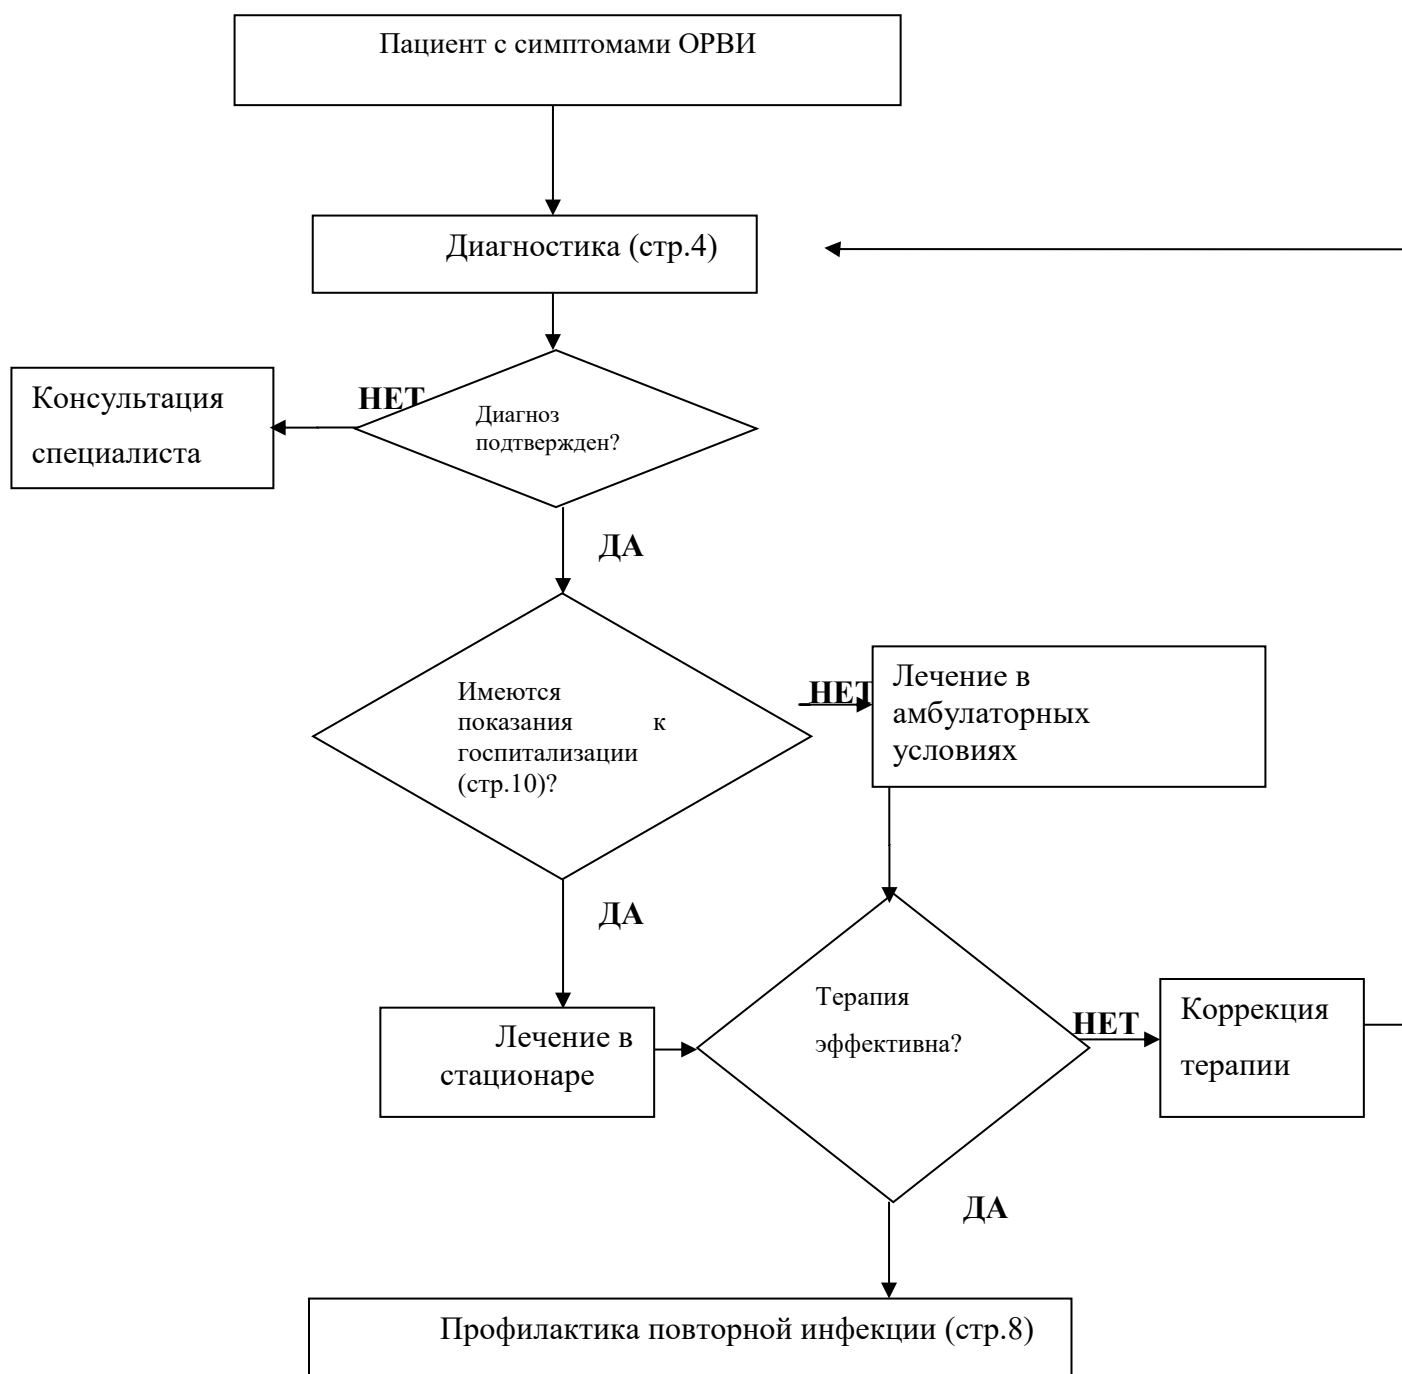 Пациент с симптомами ОРВИ
Диагностика (стр.4)
Консультация
специалиста
НЕТ
Диагноз
подтвержден?
ДА
Имеются
показания к
госпитализации
(стр.10)?
НЕТ
Лечение в
амбулаторных
условиях
ДА
Лечение в
стационаре
Терапия
эффективна?
НЕТ
Коррекция
терапии
ДА
Профилактика повторной инфекции (стр.8)